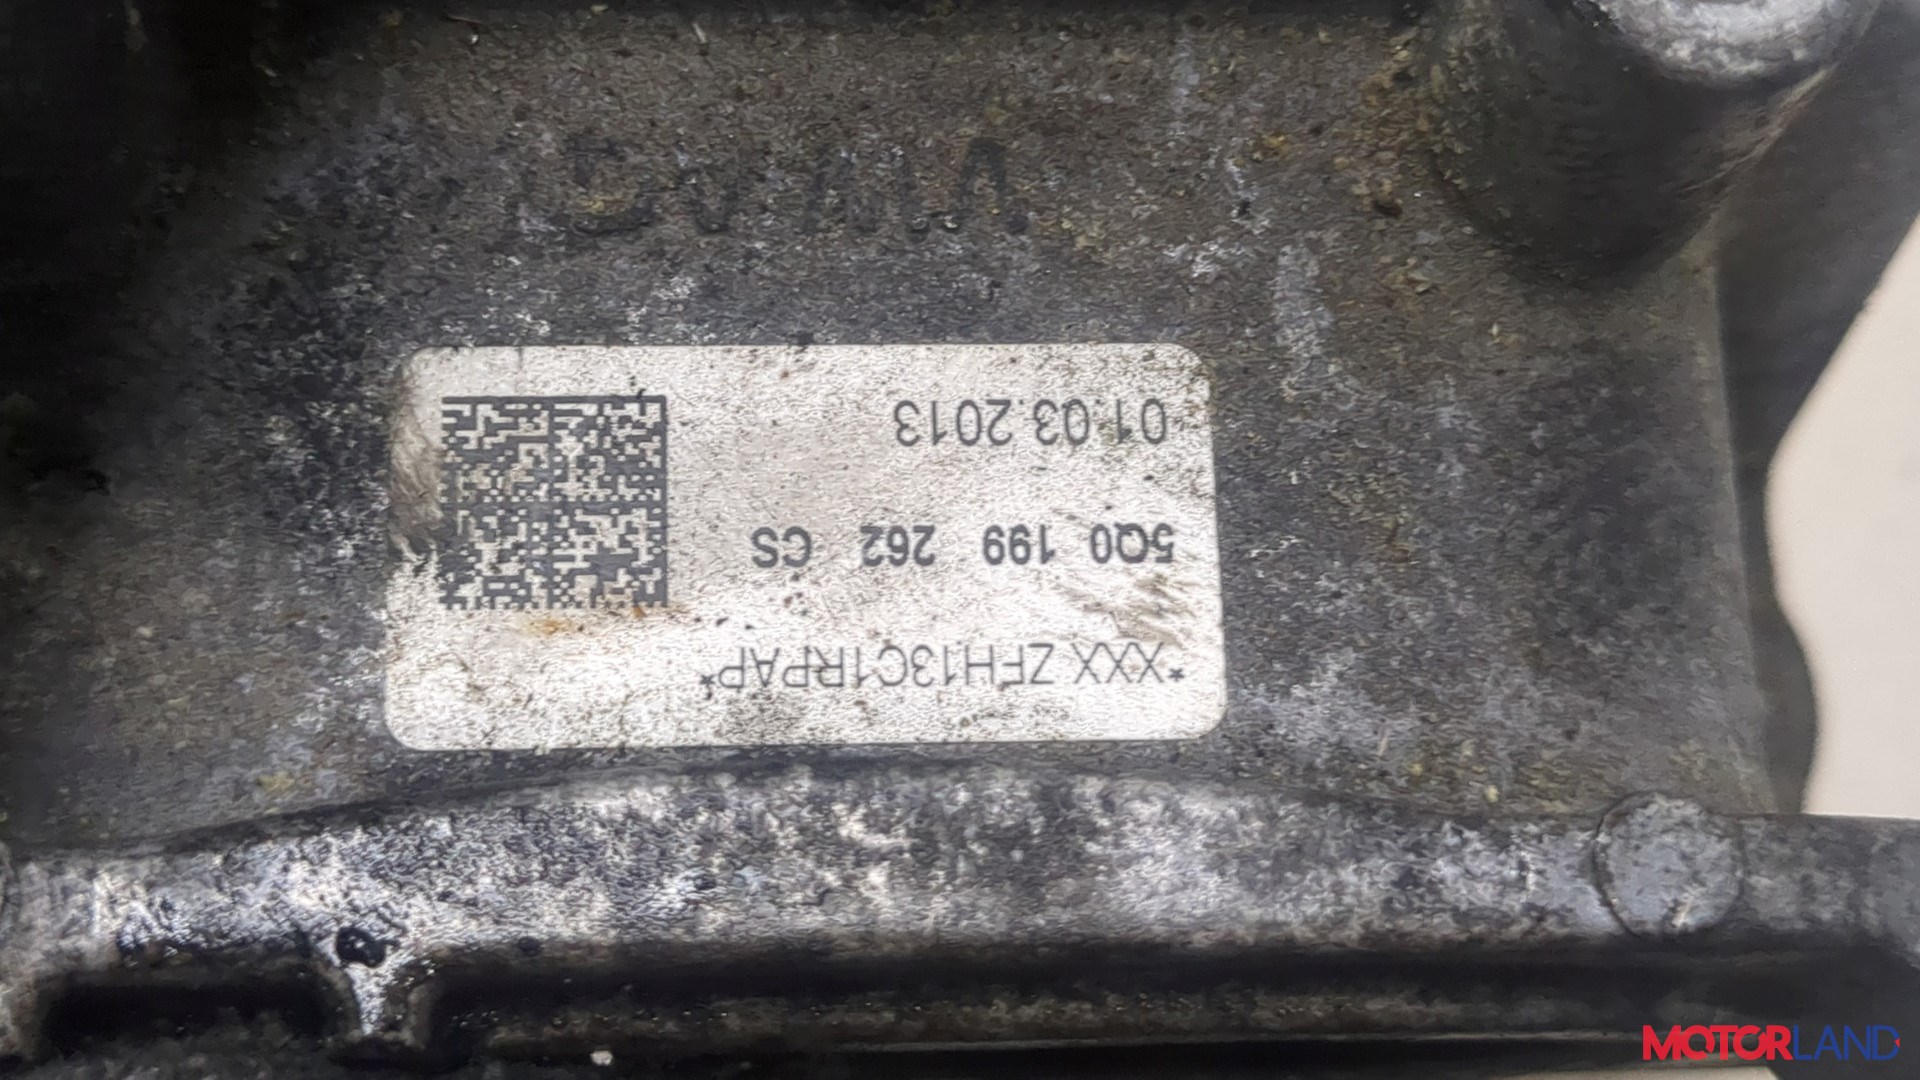 *XXX ZFH13C1RPAP*
5Q0 199 262 CS
01.03.2013
MOTORLAND